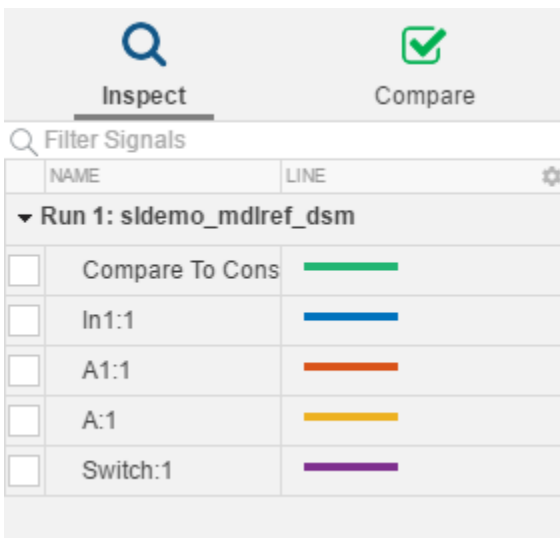 Inspect Compare
Filter Signals
NAME LINE
Run 1: sldemo_mdlref_dsm
Compare To Cons
In1:1
A1:1
A:1
Switch:1